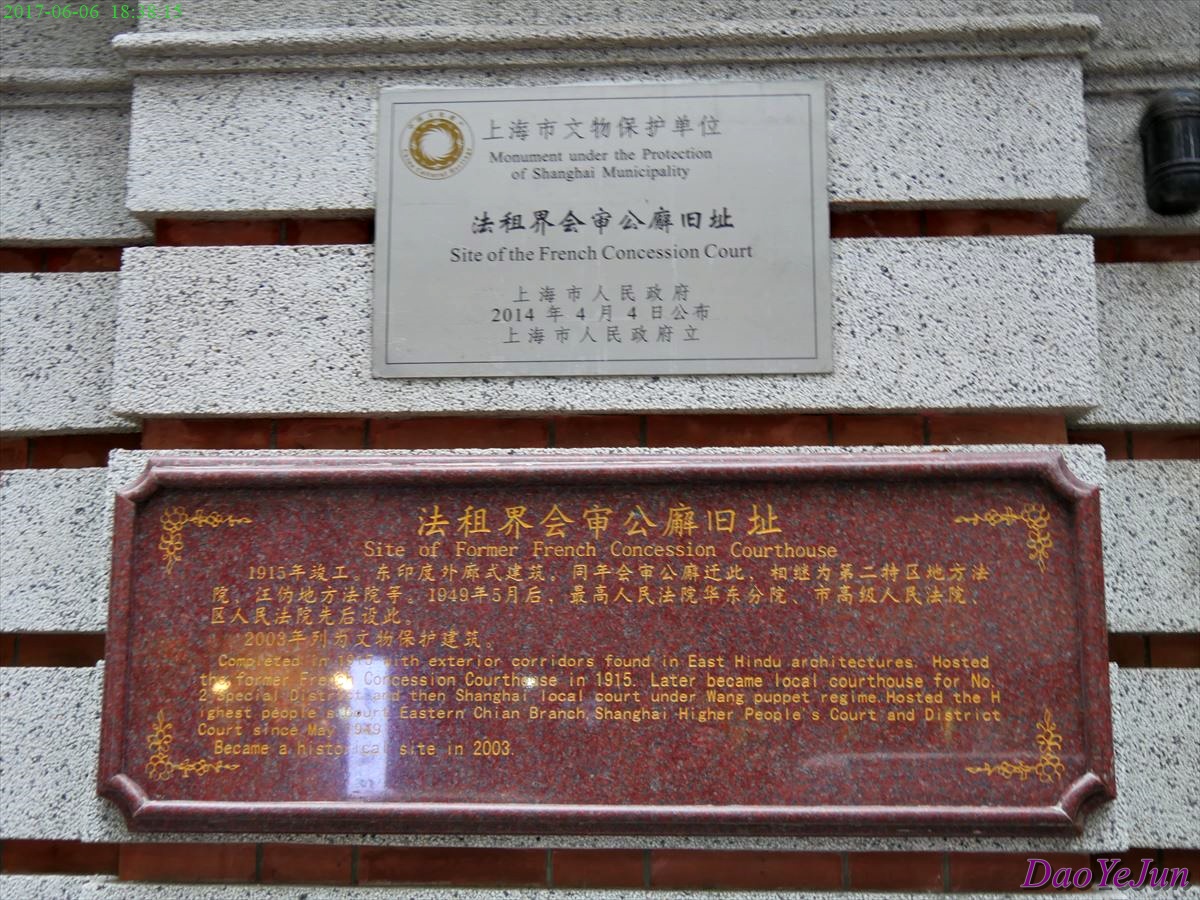 2017-06-06 18:38:15
上海市文物保护单位
Monument under the Protection
of Shanghai Municipality
法租界会审公廨旧址
Site of the French Concession Court
上海市人民政府
2014 年 4 月 4 日公布
上海市人民政府立
法租界会审公廨旧址
Site of Former French Concession Courthouse
1915年竣工。东印度外廊式建筑。同年会审公廨迁此，相继为第二特区地方法
院，汪伪地方法院等。1949年5月后，最高人民法院华东分院、市高级人民法院、
区人民法院先后设此。
2003年列为文物保护建筑。
Completed in 1915 with exterior corridors found in East Hindu architectures. Hosted
the former French Concession Courthouse in 1915. Later became local courthouse for No.
2 special District and then Shanghai local court under Wang puppet regime.Hosted the H
ighest people's Court Eastern Chian Branch,Shanghai Higher People's Court and District
Court since May 1949
Became a historical site in 2003.
DaoYeJun